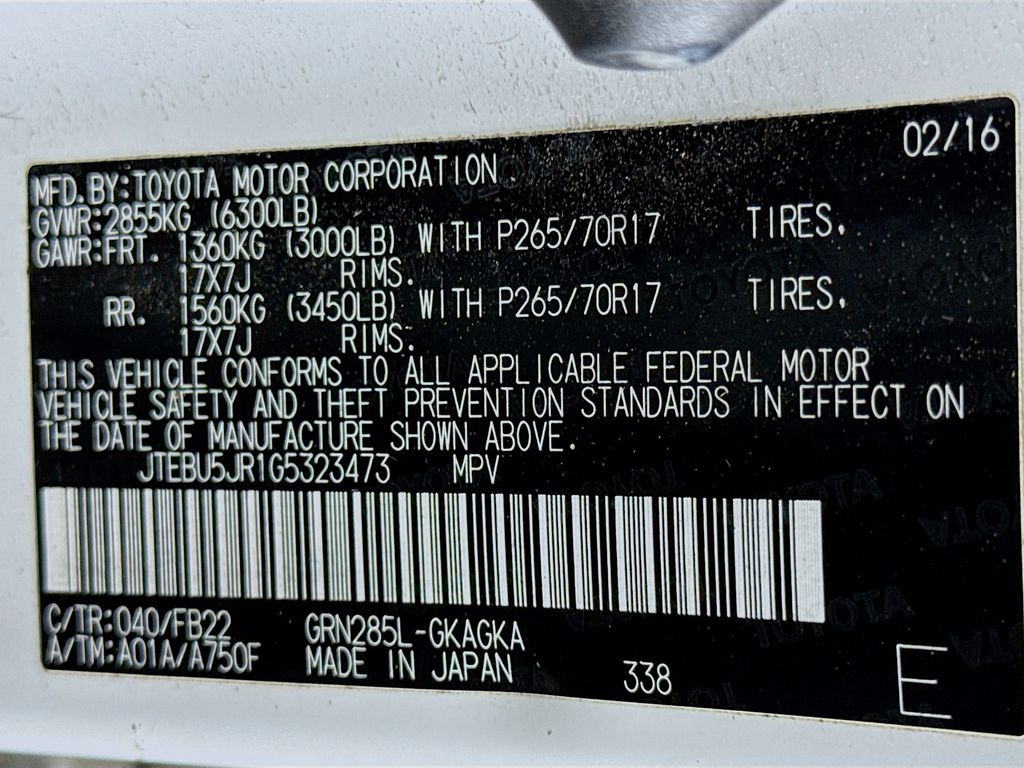 02/16
MFD.BY:TOYOTA MOTOR CORPORATION
GVWR:2855KG (6300LB)
GAWR:FRT. 1360KG (3000LB) WITH P265/70R17 TIRES.
17X7J RIMS.
RR. 1560KG (3450LB) WITH P265/70R17 TIRES.
17X7J RIMS.
THIS VEHICLE CONFORMS TO ALL APPLICABLE FEDERAL MOTOR
VEHICLE SAFETY AND THEFT PREVENTION STANDARDS IN EFFECT ON
THE DATE OF MANUFACTURE SHOWN ABOVE.
JTEBU5JR1G5323473 MPV
C/TR:040/FB22 GRN285L-GKAGKA
A/TM:A01A/A750F MADE IN JAPAN 338
E